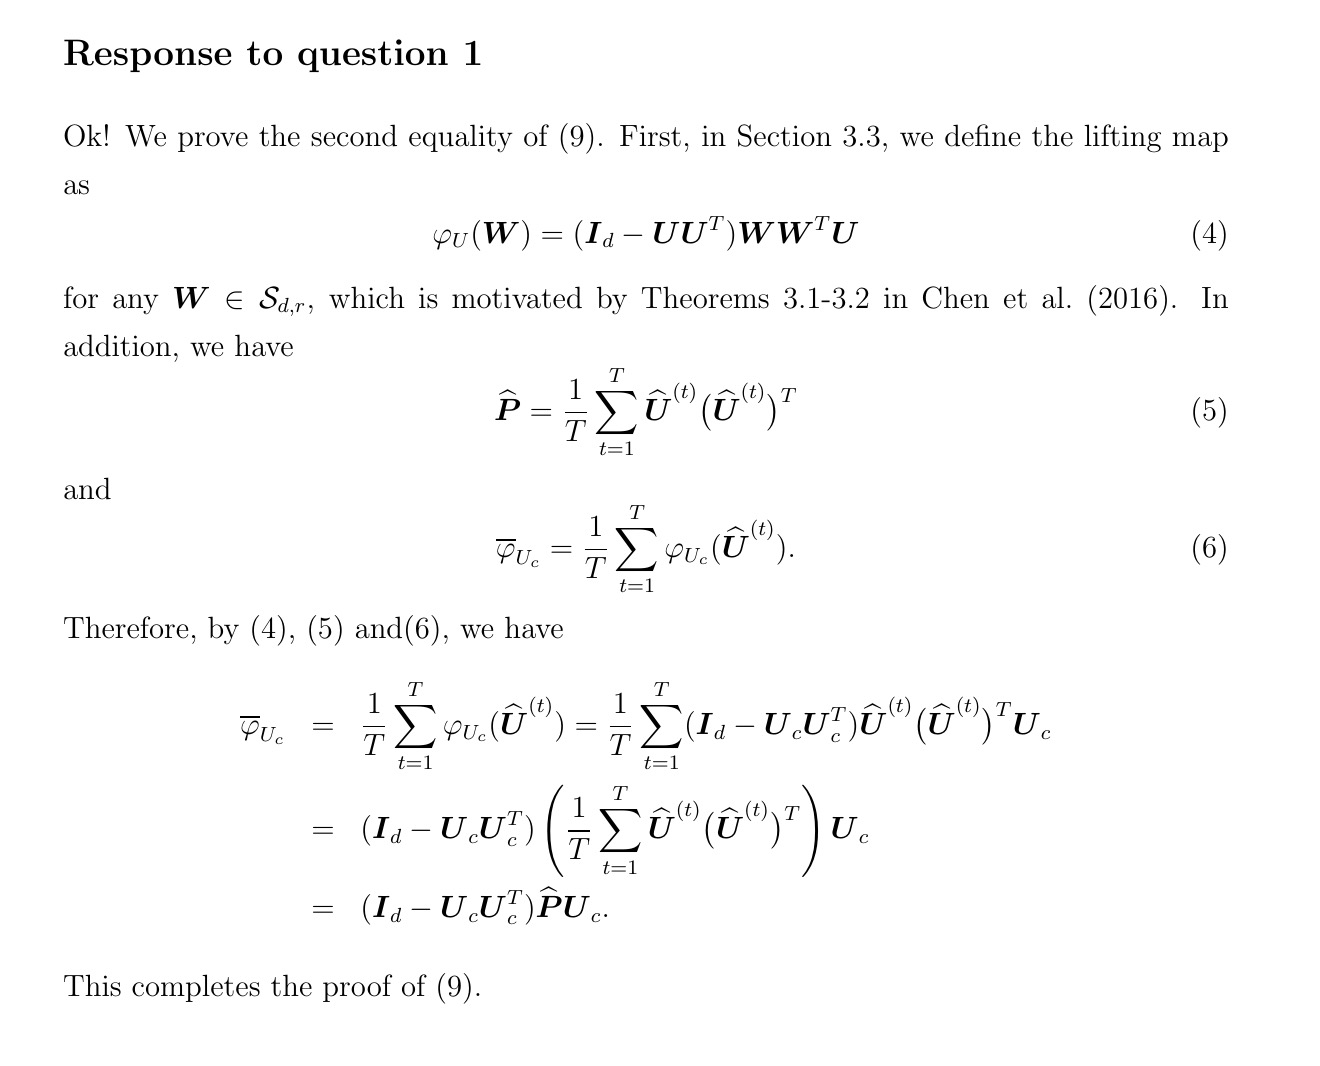 Response to question 1
Ok! We prove the second equality of (9). First, in Section 3.3, we define the lifting map
as
$\varphi_U(\boldsymbol{W}) = (\boldsymbol{I}_d - \boldsymbol{U}\boldsymbol{U}^T)\boldsymbol{W}\boldsymbol{W}^T\boldsymbol{U}$ (4)
for any $\boldsymbol{W} \in \mathcal{S}_{d,r}$, which is motivated by Theorems 3.1-3.2 in Chen et al. (2016). In
addition, we have
$\widehat{\boldsymbol{P}} = \frac{1}{T}\sum_{t=1}^{T} \widehat{\boldsymbol{U}}^{(t)}\big(\widehat{\boldsymbol{U}}^{(t)}\big)^T$ (5)
and
$\overline{\varphi}_{U_c} = \frac{1}{T}\sum_{t=1}^{T} \varphi_{U_c}(\widehat{\boldsymbol{U}}^{(t)}).$ (6)
Therefore, by (4), (5) and(6), we have
$\overline{\varphi}_{U_c} = \frac{1}{T}\sum_{t=1}^{T} \varphi_{U_c}(\widehat{\boldsymbol{U}}^{(t)}) = \frac{1}{T}\sum_{t=1}^{T} (\boldsymbol{I}_d - \boldsymbol{U}_c\boldsymbol{U}_c^T)\widehat{\boldsymbol{U}}^{(t)}\big(\widehat{\boldsymbol{U}}^{(t)}\big)^T\boldsymbol{U}_c$
$= (\boldsymbol{I}_d - \boldsymbol{U}_c\boldsymbol{U}_c^T)\left(\frac{1}{T}\sum_{t=1}^{T} \widehat{\boldsymbol{U}}^{(t)}\big(\widehat{\boldsymbol{U}}^{(t)}\big)^T\right)\boldsymbol{U}_c$
$= (\boldsymbol{I}_d - \boldsymbol{U}_c\boldsymbol{U}_c^T)\widehat{\boldsymbol{P}}\boldsymbol{U}_c.$
This completes the proof of (9).